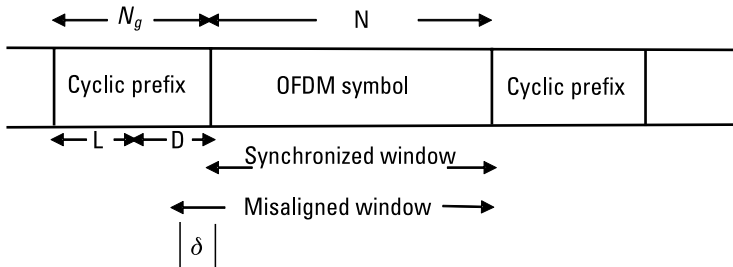 N_g N
Cyclic prefix OFDM symbol Cyclic prefix
L D
Synchronized window
Misaligned window
δ